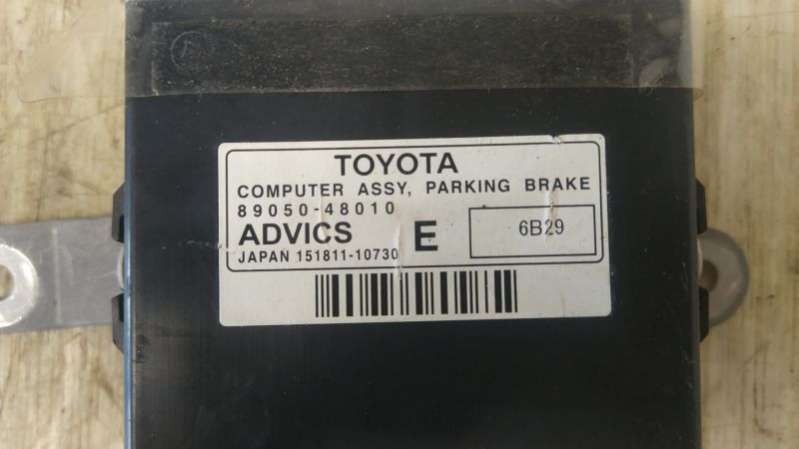 TOYOTA
COMPUTER ASSY, PARKING BRAKE
89050-48010
ADVICS E 6B29
JAPAN 151811-10730